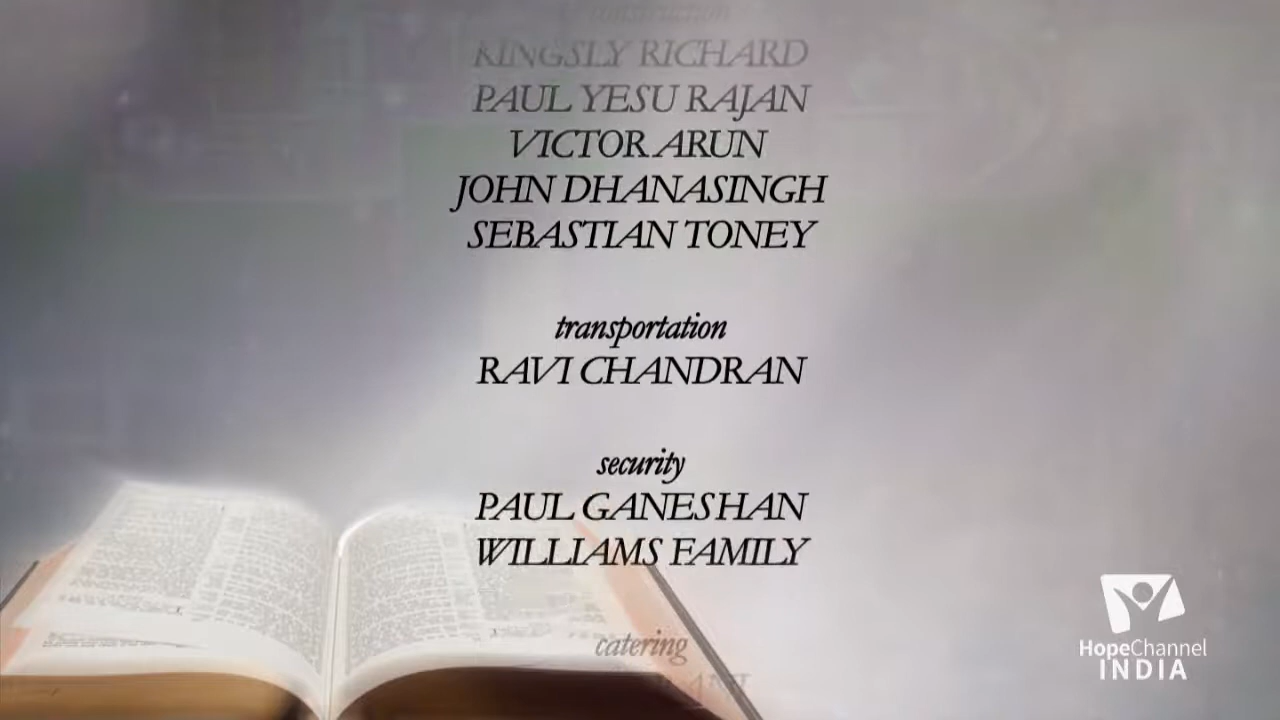 construction
KINGSLY RICHARD
PAUL YESU RAJAN
VICTOR ARUN
JOHN DHANASINGH
SEBASTIAN TONEY
transportation
RAVI CHANDRAN
security
PAUL GANESHAN
WILLIAMS FAMILY
catering
HopeChannel
INDIA